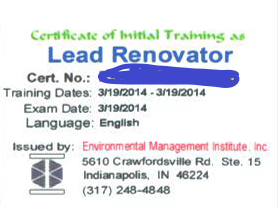 Certificate of Initial Training as
Lead Renovator
Cert. No.:
Training Dates: 3/19/2014 - 3/19/2014
Exam Date: 3/19/2014
Language: English
Issued by: Environmental Management Institute, Inc.
5610 Crawfordsville Rd. Ste. 15
Indianapolis, IN 46224
(317) 248-4848